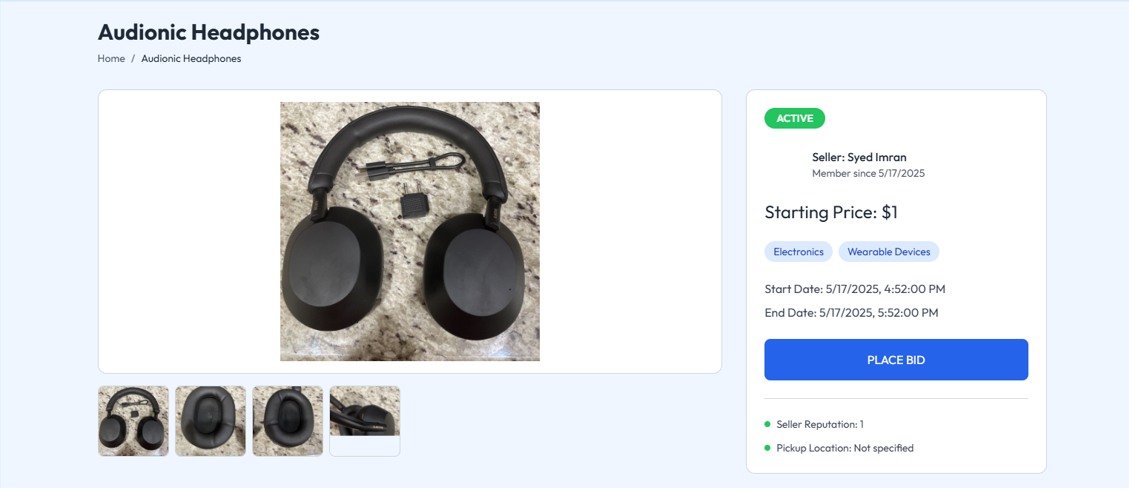 Audionic Headphones
Home / Audionic Headphones
ACTIVE
Seller: Syed Imran
Member since 5/17/2025
Starting Price: $1
Electronics Wearable Devices
Start Date: 5/17/2025, 4:52:00 PM
End Date: 5/17/2025, 5:52:00 PM
PLACE BID
Seller Reputation: 1
Pickup Location: Not specified